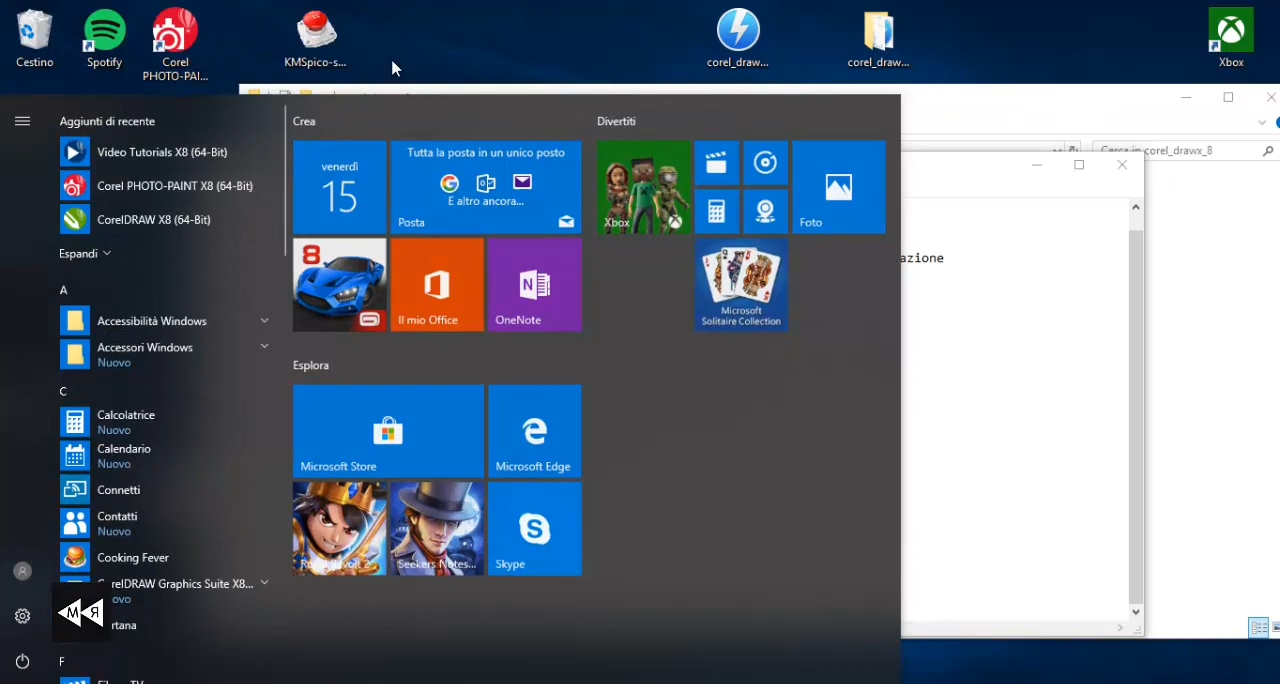 Cestino
Spotify
Corel
PHOTO-PAI...
KMSpico-s...
corel_draw...
corel_draw...
Xbox
Cerca in corel_drawx_8
azione
Aggiunti di recente
Video Tutorials X8 (64-Bit)
Corel PHOTO-PAINT X8 (64-Bit)
CorelDRAW X8 (64-Bit)
Espandi
A
Accessibilità Windows
Accessori Windows
Nuovo
C
Calcolatrice
Nuovo
Calendario
Nuovo
Connetti
Contatti
Nuovo
Cooking Fever
CorelDRAW Graphics Suite X8...
ovo
rtana
F
Crea
venerdì
15
Tutta la posta in un unico posto
E altro ancora...
Posta
8
Il mio Office
N
OneNote
Esplora
Microsoft Store
Microsoft Edge
Seekers Notes...
Skype
Divertiti
Xbox
Foto
Microsoft
Solitaire Collection